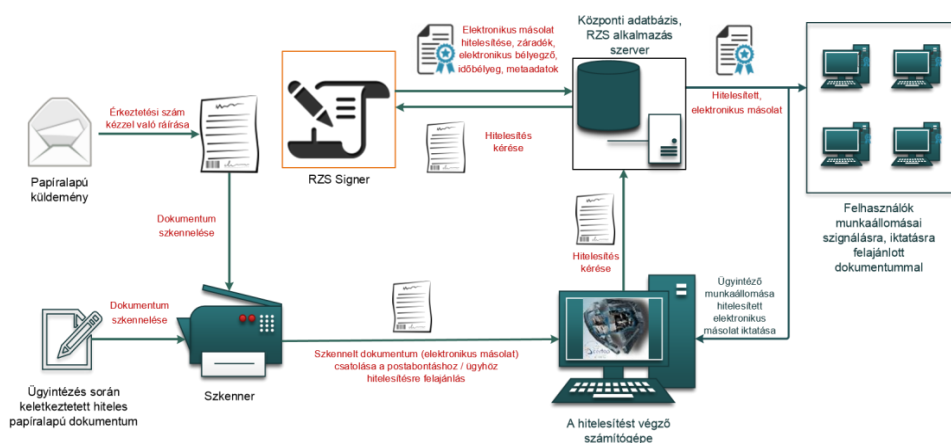 Elektronikus másolat
hitelesítése, záradék,
elektronikus bélyegző,
időbélyeg, metaadatok
Központi adatbázis,
RZS alkalmazás
szerver
Hitelesített,
elektronikus másolat
Érkeztetési szám
kézzel való ráírása
Hitelesítés
kérése
RZS Signer
Papíralapú
küldemény
Felhasználók
munkaállomásai
szignálásra, iktatásra
felajánlott
dokumentummal
Dokumentum
szkennelése
Hitelesítés
kérése
Ügyintéző
munkaállomása
hitelesített
elektronikus
másolat iktatása
Dokumentum
szkennelése
Szkennelt dokumentum (elektronikus másolat)
csatolása a postabontáshoz / ügyhöz
hitelesítésre felajánlás
Ügyintézés során
keletkeztetett hiteles
papíralapú dokumentum
Szkenner
A hitelesítést végző
számítógépe